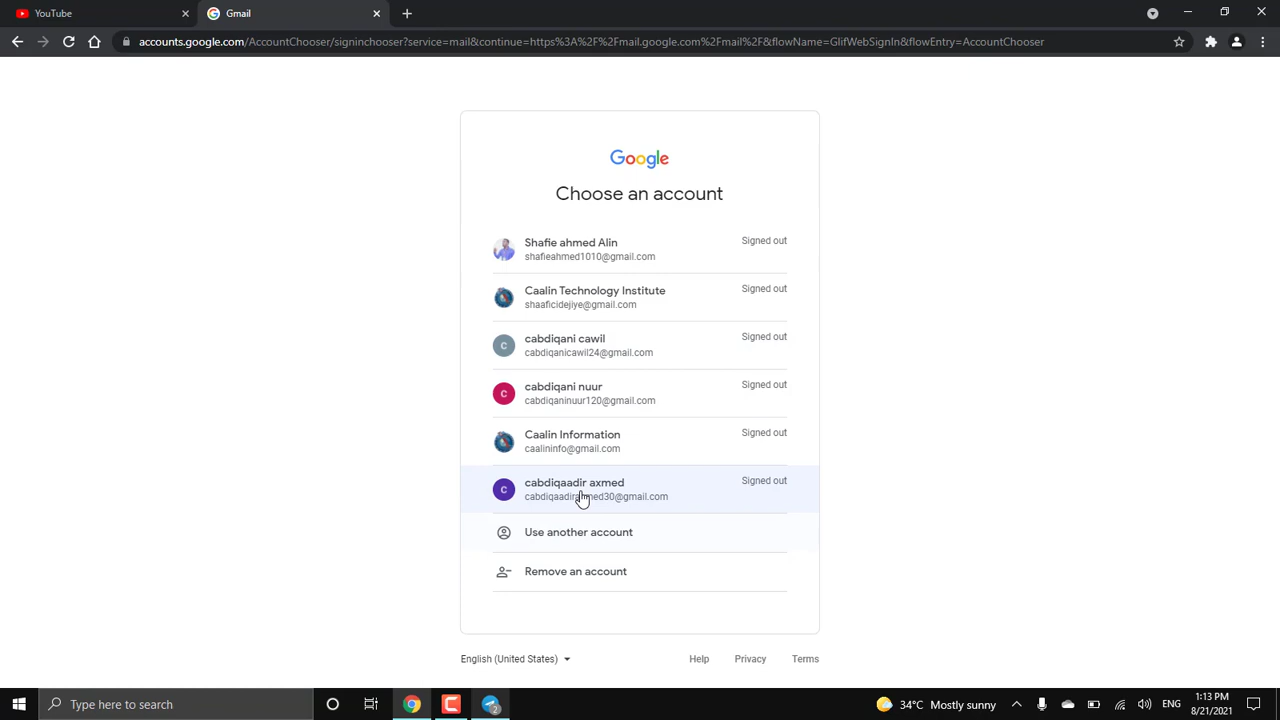 YouTube
Gmail
accounts.google.com/AccountChooser/signinchooser?service=mail&continue=https%3A%2F%2Fmail.google.com%2Fmail%2F&flowName=GlifWebSignIn&flowEntry=AccountChooser
Google
Choose an account
Shafie ahmed Alin
Signed out
shafieahmed1010@gmail.com
Caalin Technology Institute
Signed out
shaaficidejiye@gmail.com
cabdiqani cawil
Signed out
cabdiqanicawil24@gmail.com
C
cabdiqani nuur
Signed out
cabdiqaninuur120@gmail.com
C
Caalin Information
Signed out
caalininfo@gmail.com
cabdiqaadir axmed
Signed out
C
Use another account
Remove an account
English (United States)
Help
Privacy
Terms
Type here to search
2
34°C Mostly sunny
ENG
1:13 PM
8/21/2021